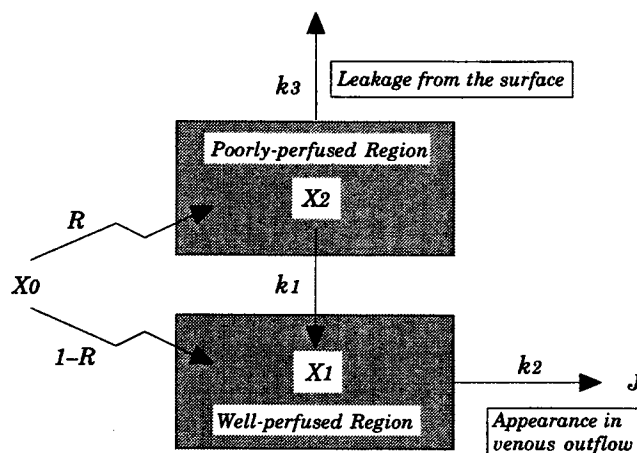 k3
Leakage from the surface
Poorly-perfused Region
X2
R
X0
k1
1-R
X1
k2
J
Well-perfused Region
Appearance in
venous outflow